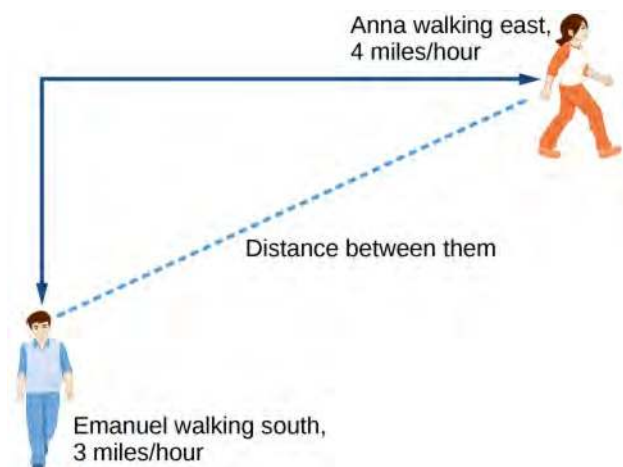 Anna walking east,
4 miles/hour
Distance between them
Emanuel walking south,
3 miles/hour